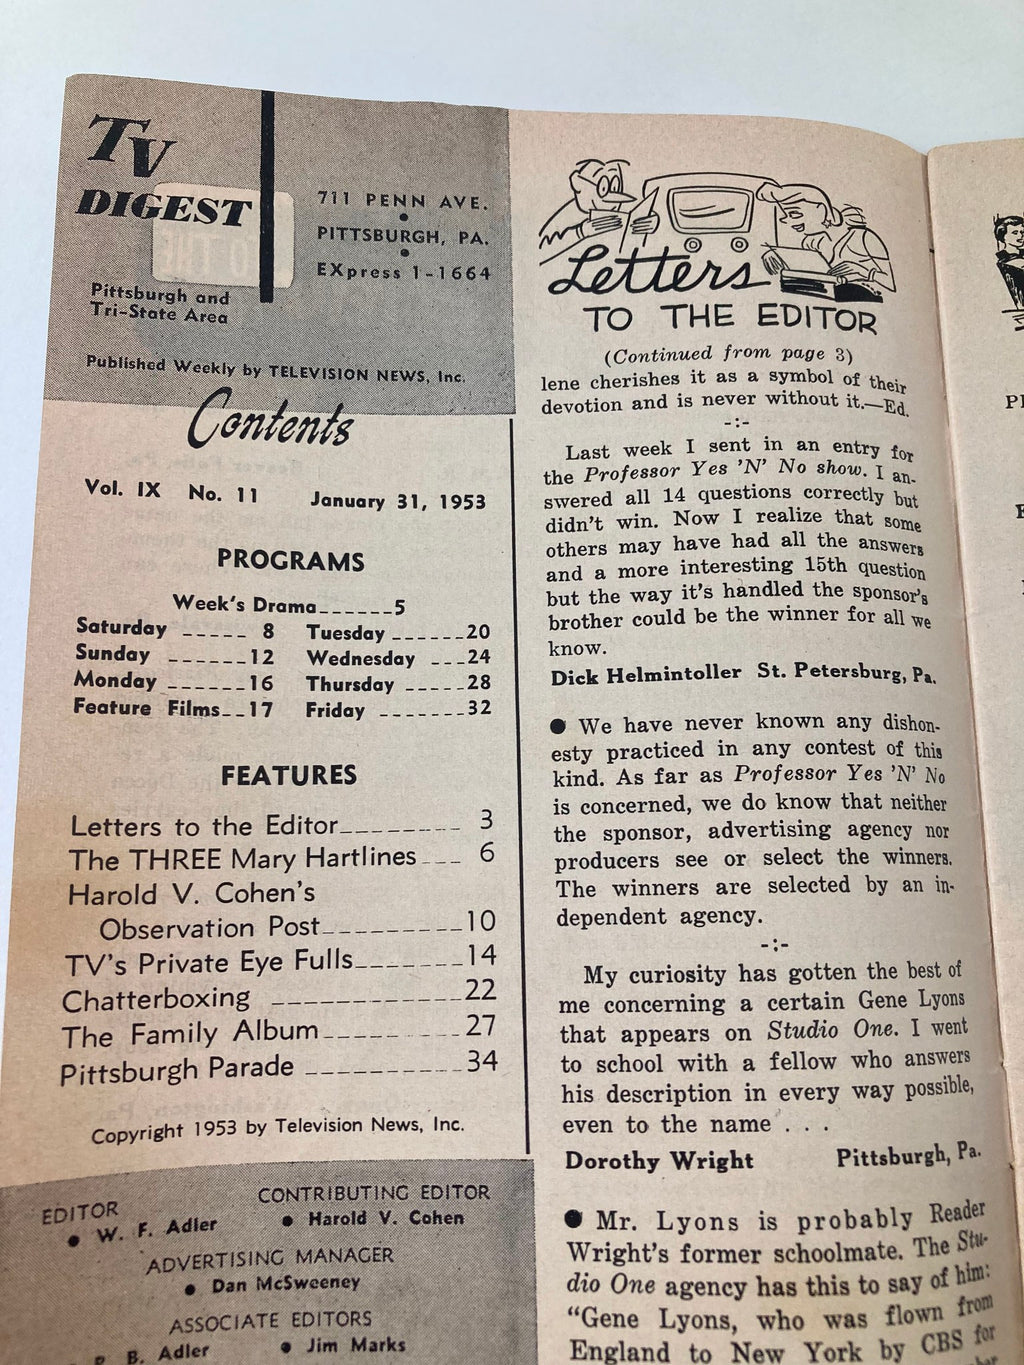 TV
DIGEST
Pittsburgh and
Tri-State Area
711 PENN AVE.
PITTSBURGH, PA.
EXpress 1-1664
Published Weekly by TELEVISION NEWS, Inc.
Contents
Vol. IX No. 11 January 31, 1953
PROGRAMS
Week's Drama------5
Saturday ----- 8 Tuesday ------20
Sunday ------12 Wednesday ---24
Monday ------16 Thursday -----28
Feature Films--17 Friday -------32
FEATURES
Letters to the Editor--------- 3
The THREE Mary Hartlines--- 6
Harold V. Cohen's
Observation Post----------10
TV's Private Eye Fulls-------14
Chatterboxing ------------22
The Family Album----------27
Pittsburgh Parade ----------34
Copyright 1953 by Television News, Inc.
EDITOR
● W. F. Adler
CONTRIBUTING EDITOR
● Harold V. Cohen
ADVERTISING MANAGER
● Dan McSweeney
ASSOCIATE EDITORS
B. Adler ● Jim Marks
Letters
TO THE EDITOR
(Continued from page 3)
lene cherishes it as a symbol of their
devotion and is never without it.—Ed.
-:-
Last week I sent in an entry for
the Professor Yes 'N' No show. I an-
swered all 14 questions correctly but
didn't win. Now I realize that some
others may have had all the answers
and a more interesting 15th question
but the way it's handled the sponsor's
brother could be the winner for all we
know.
Dick Helmintoller St. Petersburg, Pa.
● We have never known any dishon-
esty practiced in any contest of this
kind. As far as Professor Yes 'N' No
is concerned, we do know that neither
the sponsor, advertising agency nor
producers see or select the winners.
The winners are selected by an in-
dependent agency.
-:-
My curiosity has gotten the best of
me concerning a certain Gene Lyons
that appears on Studio One. I went
to school with a fellow who answers
his description in every way possible,
even to the name . . .
Dorothy Wright Pittsburgh, Pa.
● Mr. Lyons is probably Reader
Wright's former schoolmate. The Stu-
dio One agency has this to say of him:
"Gene Lyons, who was flown from
England to New York by CBS for